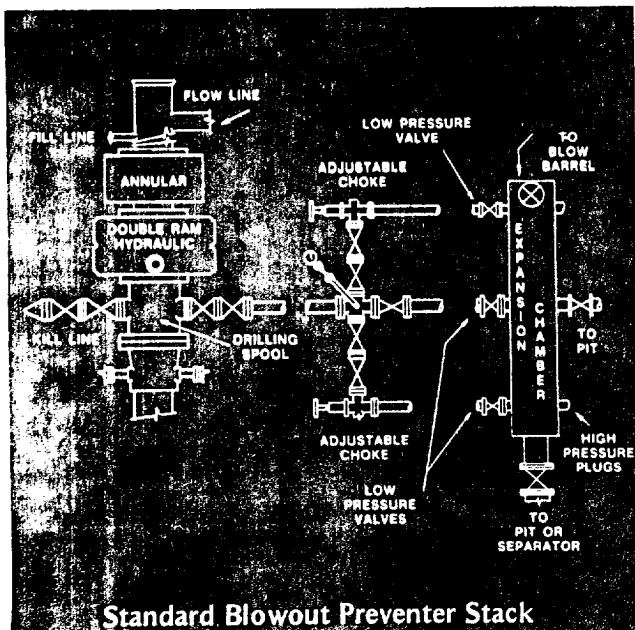 FLOW LINE
FILL LINE
ANNULAR
DOUBLE RAM
HYDRAULIC
KILL LINE
DRILLING
SPOOL
LOW PRESSURE
VALVE
ADJUSTABLE
CHOKE
ADJUSTABLE
CHOKE
LOW
PRESSURE
VALVES
TO
BLOW
BARREL
EXPANSION
CHAMBER
TO
PIT
HIGH
PRESSURE
PLUGS
TO
PIT OR
SEPARATOR
Standard Blowout Preventer Stack